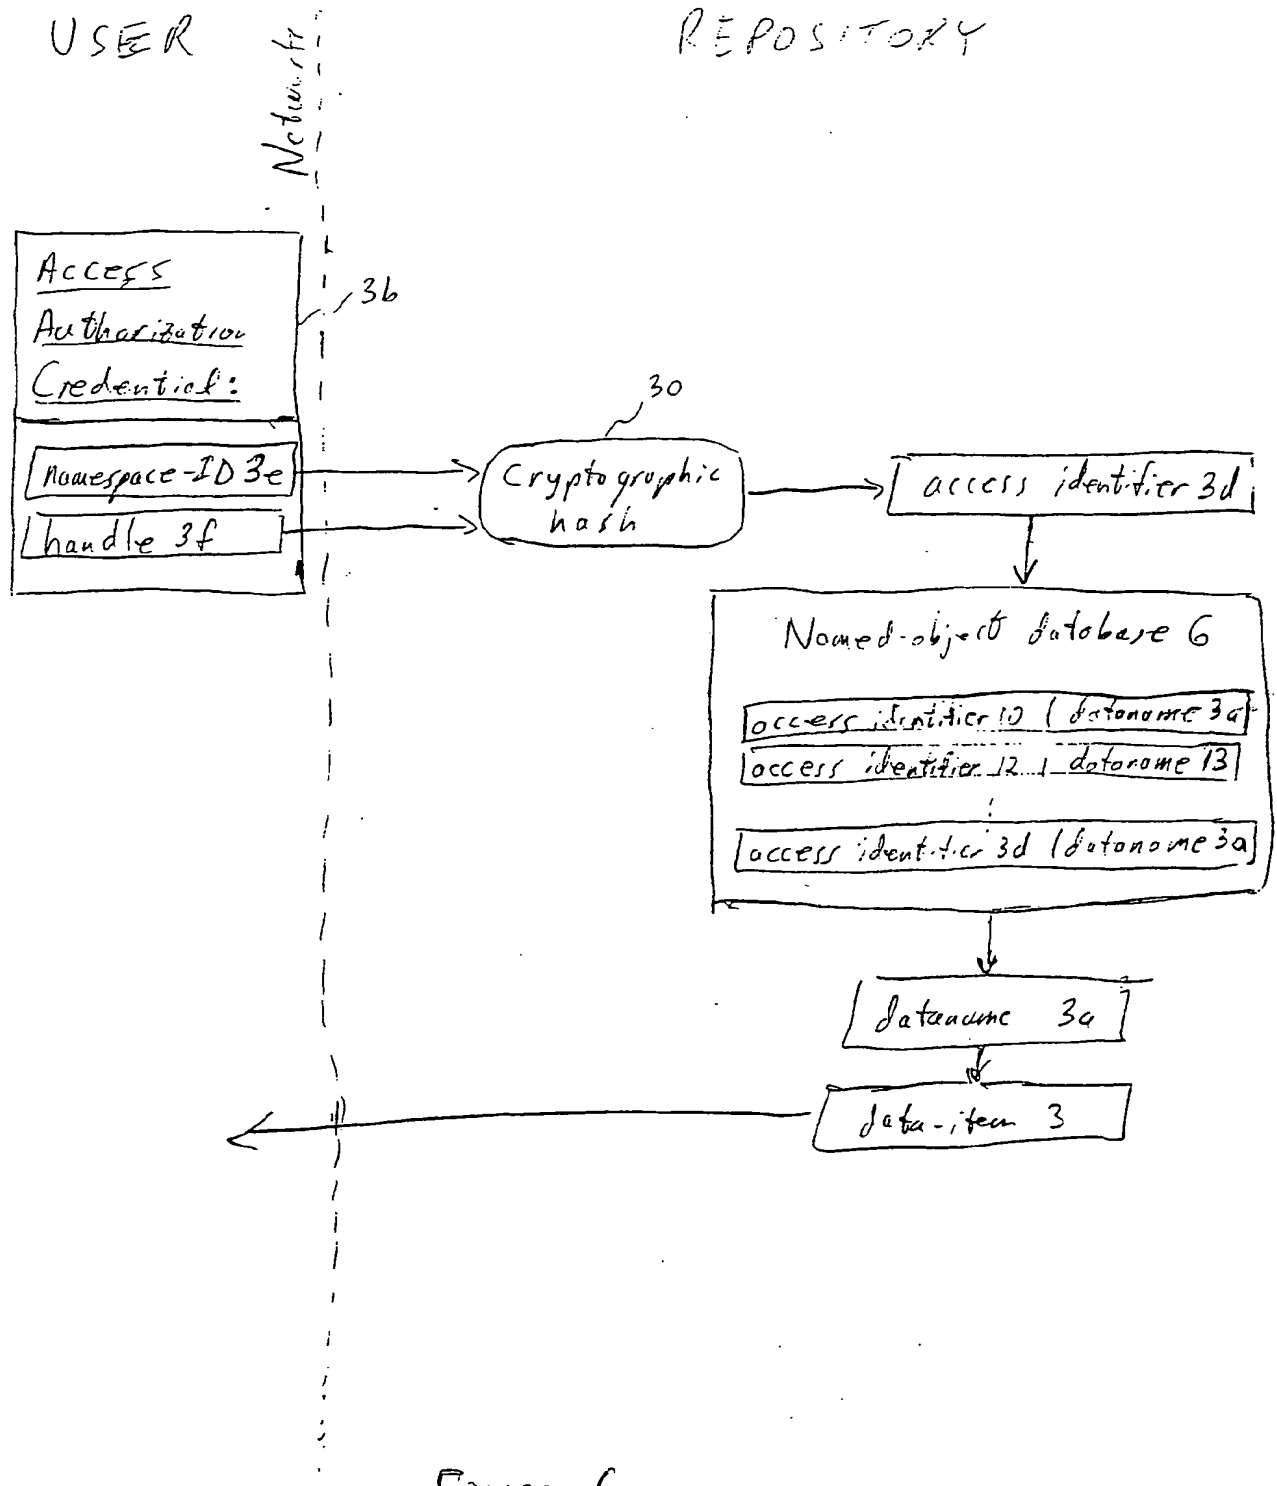 USER
Network
REPOSITORY
Access
Authorization
Credential:
3b
namespace-ID 3e
handle 3f
30
Cryptographic
hash
access identifier 3d
Named-object database 6
access identifier 10 | dataname 3a
access identifier 12 | dataname 13
access identifier 3d | dataname 3a
dataname 3a
data-item 3